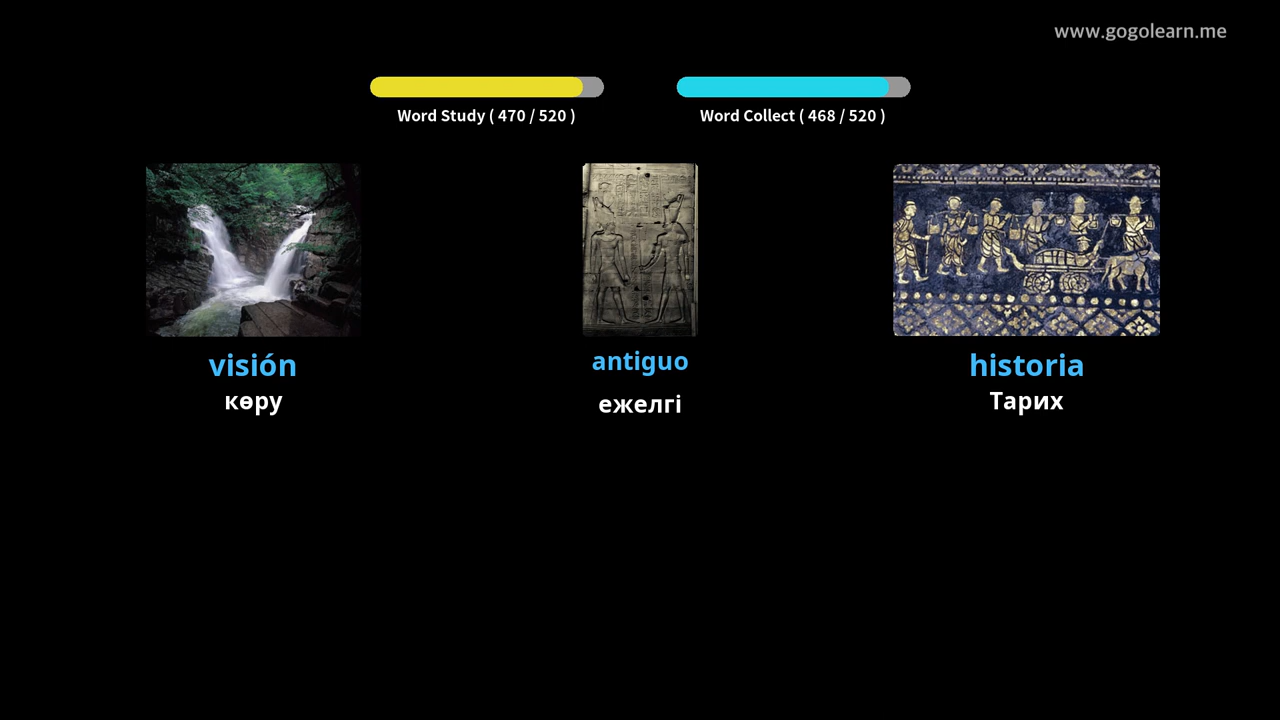 www.gogolearn.me
Word Study ( 470 / 520 )
Word Collect ( 468 / 520 )
visión
көру
antiguo
ежелгі
historia
Тарих